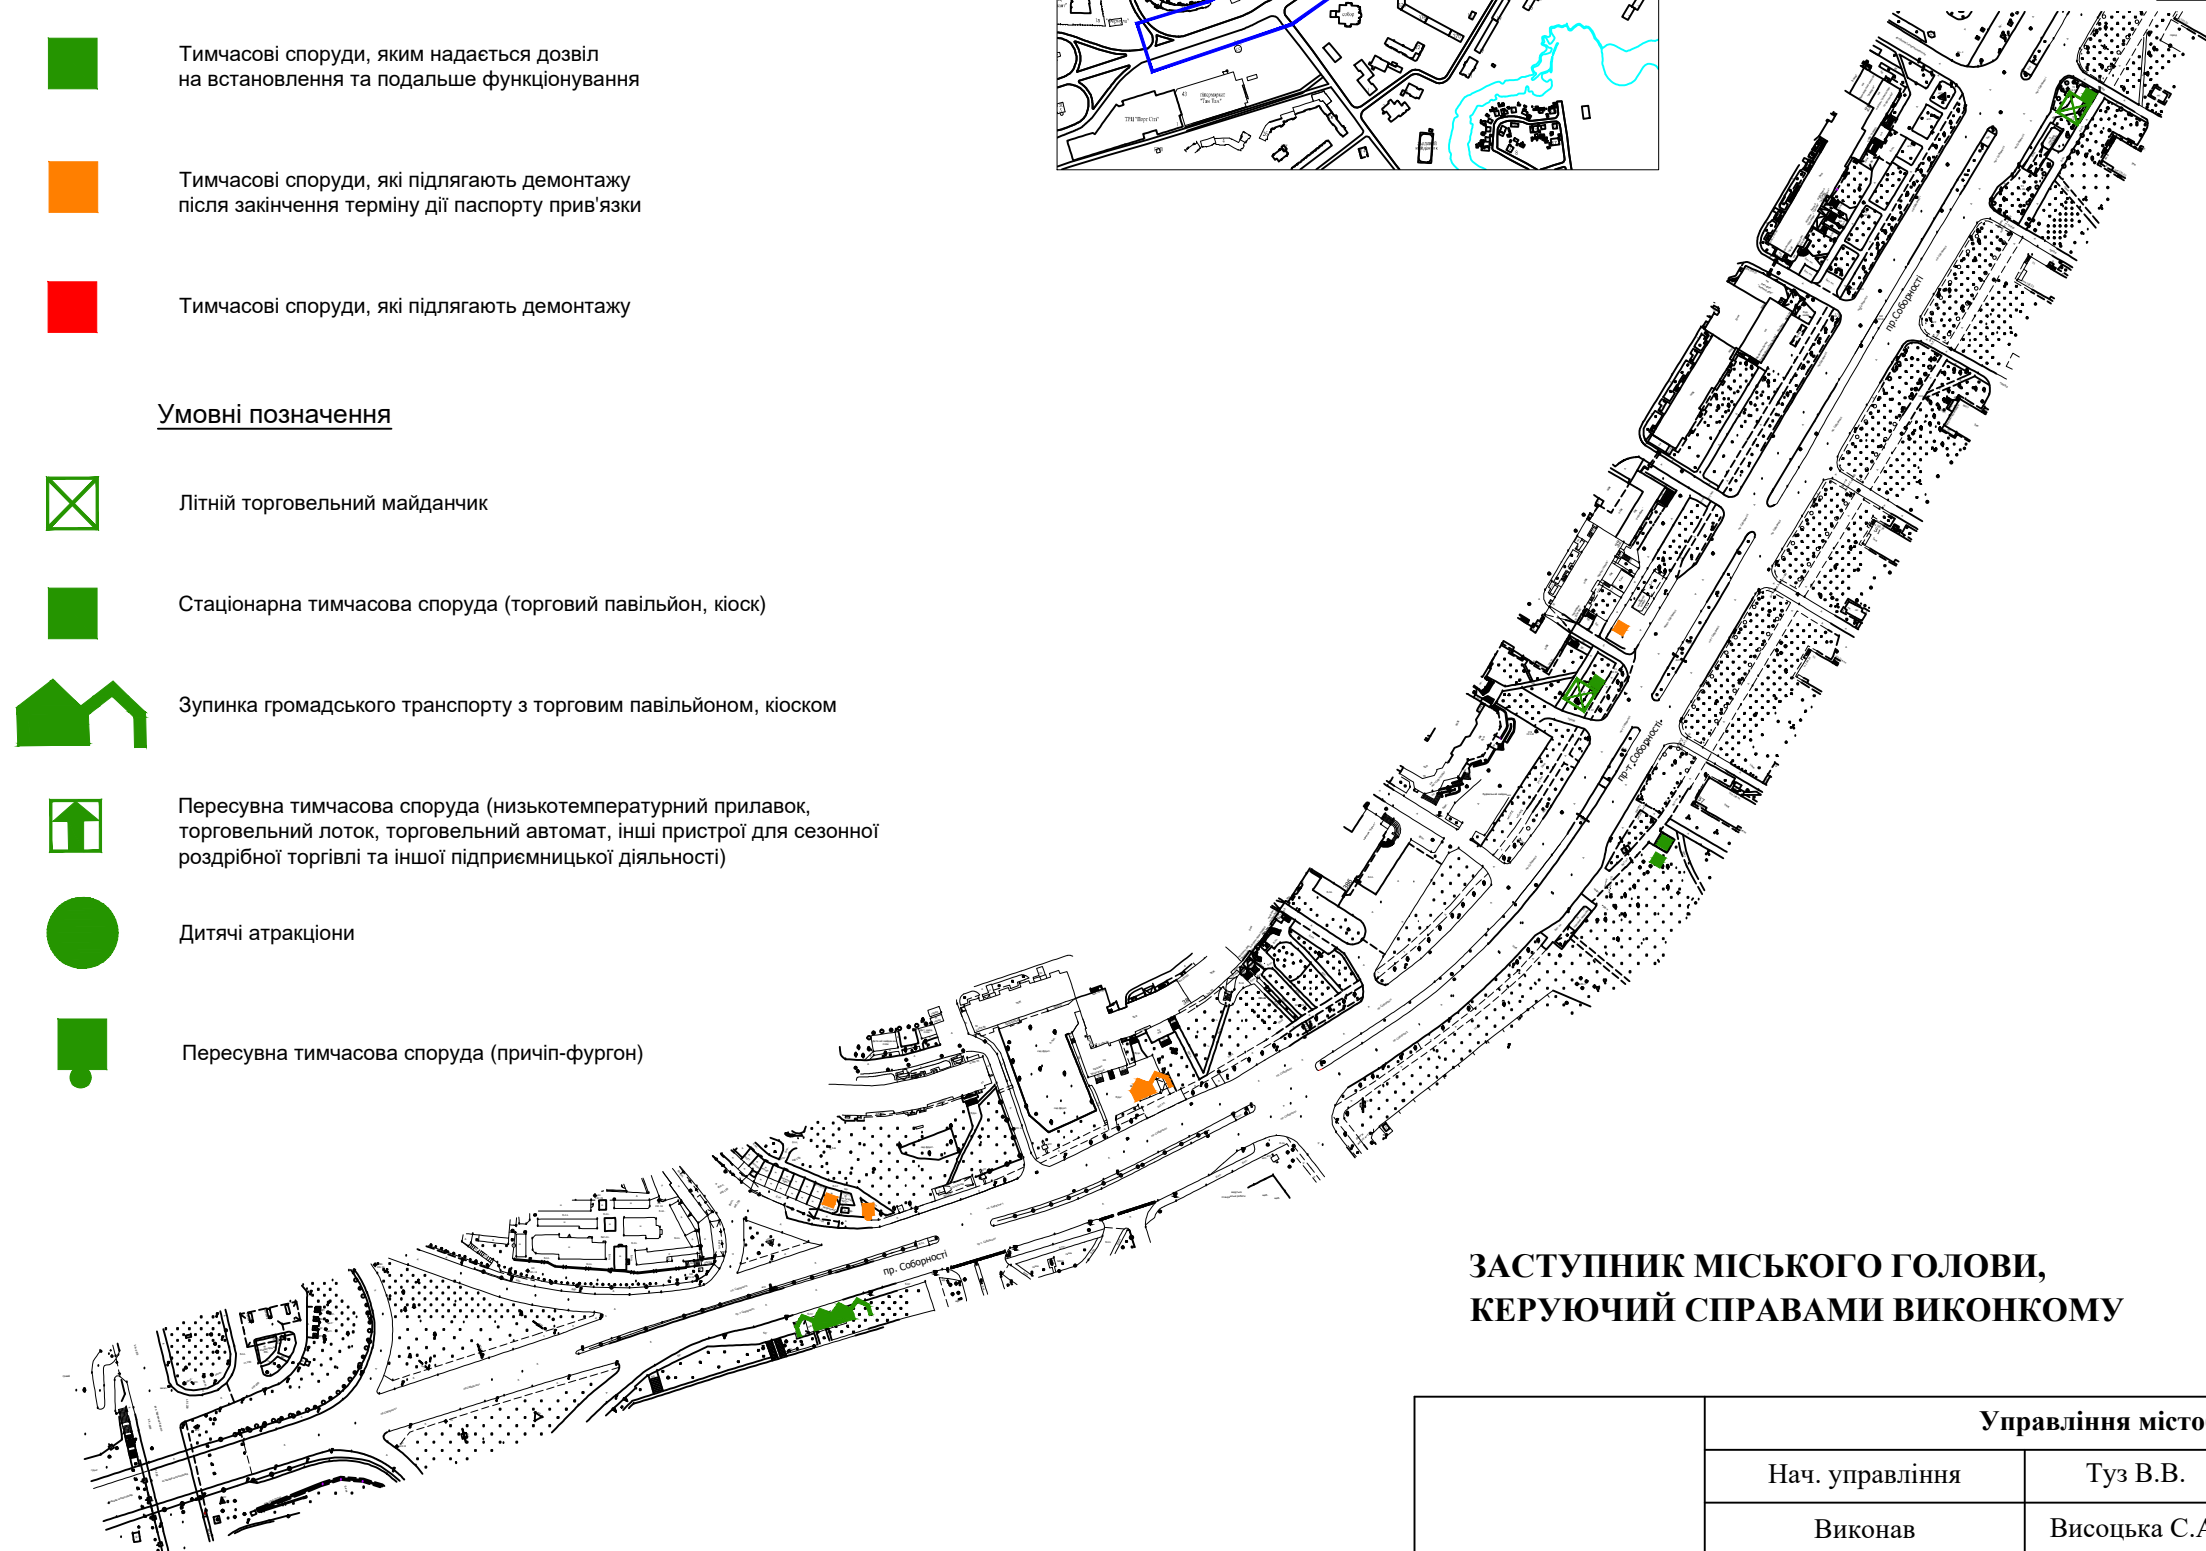 Тимчасові споруди, яким надається дозвіл
на встановлення та подальше функціонування
Тимчасові споруди, які підлягають демонтажу
після закінчення терміну дії паспорту прив'язки
Тимчасові споруди, які підлягають демонтажу
Умовні позначення
Літній торговельний майданчик
Стаціонарна тимчасова споруда (торговий павільйон, кіоск)
Зупинка громадського транспорту з торговим павільйоном, кіоском
Пересувна тимчасова споруда (низькотемпературний прилавок,
торговельний лоток, торговельний автомат, інші пристрої для сезонної
роздрібної торгівлі та іншої підприємницької діяльності)
Дитячі атракціони
Пересувна тимчасова споруда (причіп-фургон)
пр.Соборності
пр-т.Соборності
пр. Соборності
ЗАСТУПНИК МІСЬКОГО ГОЛОВИ,
КЕРУЮЧИЙ СПРАВАМИ ВИКОНКОМУ
Управління місто
Нач. управління
Туз В.В.
Виконав
Висоцька С.А